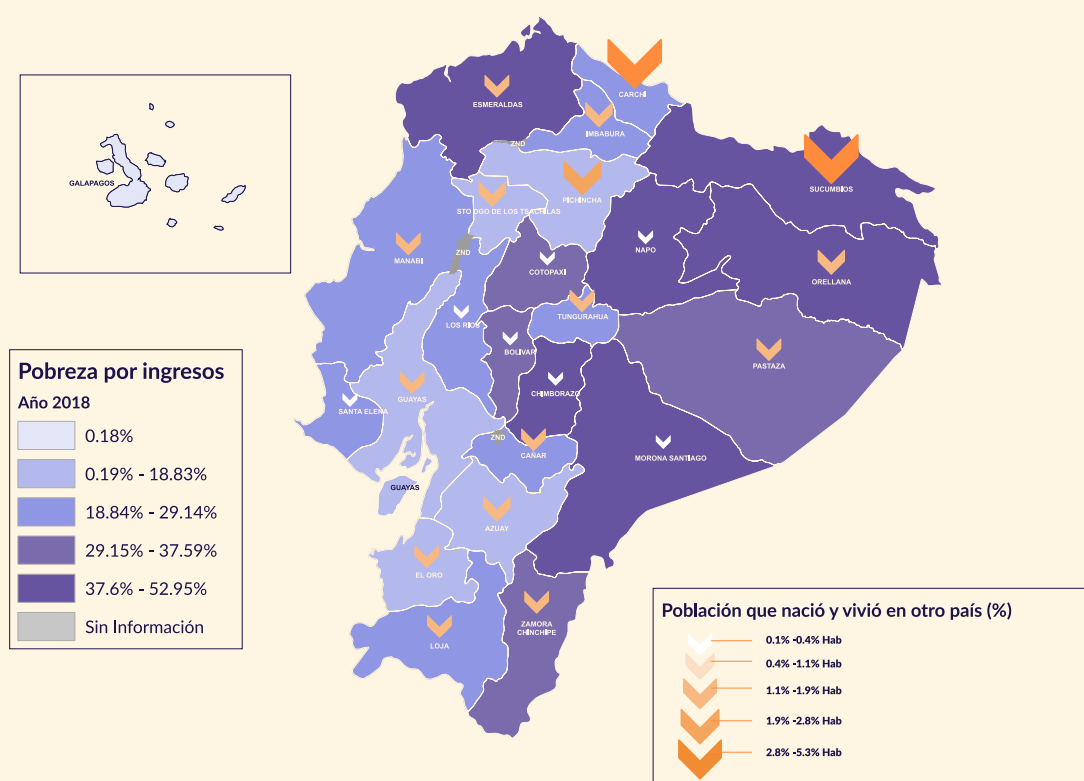 ESMERALDAS
CARCHI
IMBABURA
ZND
GALAPAGOS
SUCUMBIOS
PICHINCHA
STO DGO DE LOS TSACHILAS
MANABI
ZND
NAPO
COTOPAXI
ORELLANA
TUNGURAHUA
LOS RIOS
BOLIVAR
PASTAZA
CHIMBORAZO
GUAYAS
SANTA ELENA
ZND
CAÑAR
MORONA SANTIAGO
GUAYAS
AZUAY
EL ORO
ZAMORA
CHINCHIPE
LOJA
Pobreza por ingresos
Año 2018
0.18%
0.19% - 18.83%
18.84% - 29.14%
29.15% - 37.59%
37.6% - 52.95%
Sin Información
Población que nació y vivió en otro país (%)
0.1% -0.4% Hab
0.4% -1.1% Hab
1.1% -1.9% Hab
1.9% -2.8% Hab
2.8% -5.3% Hab